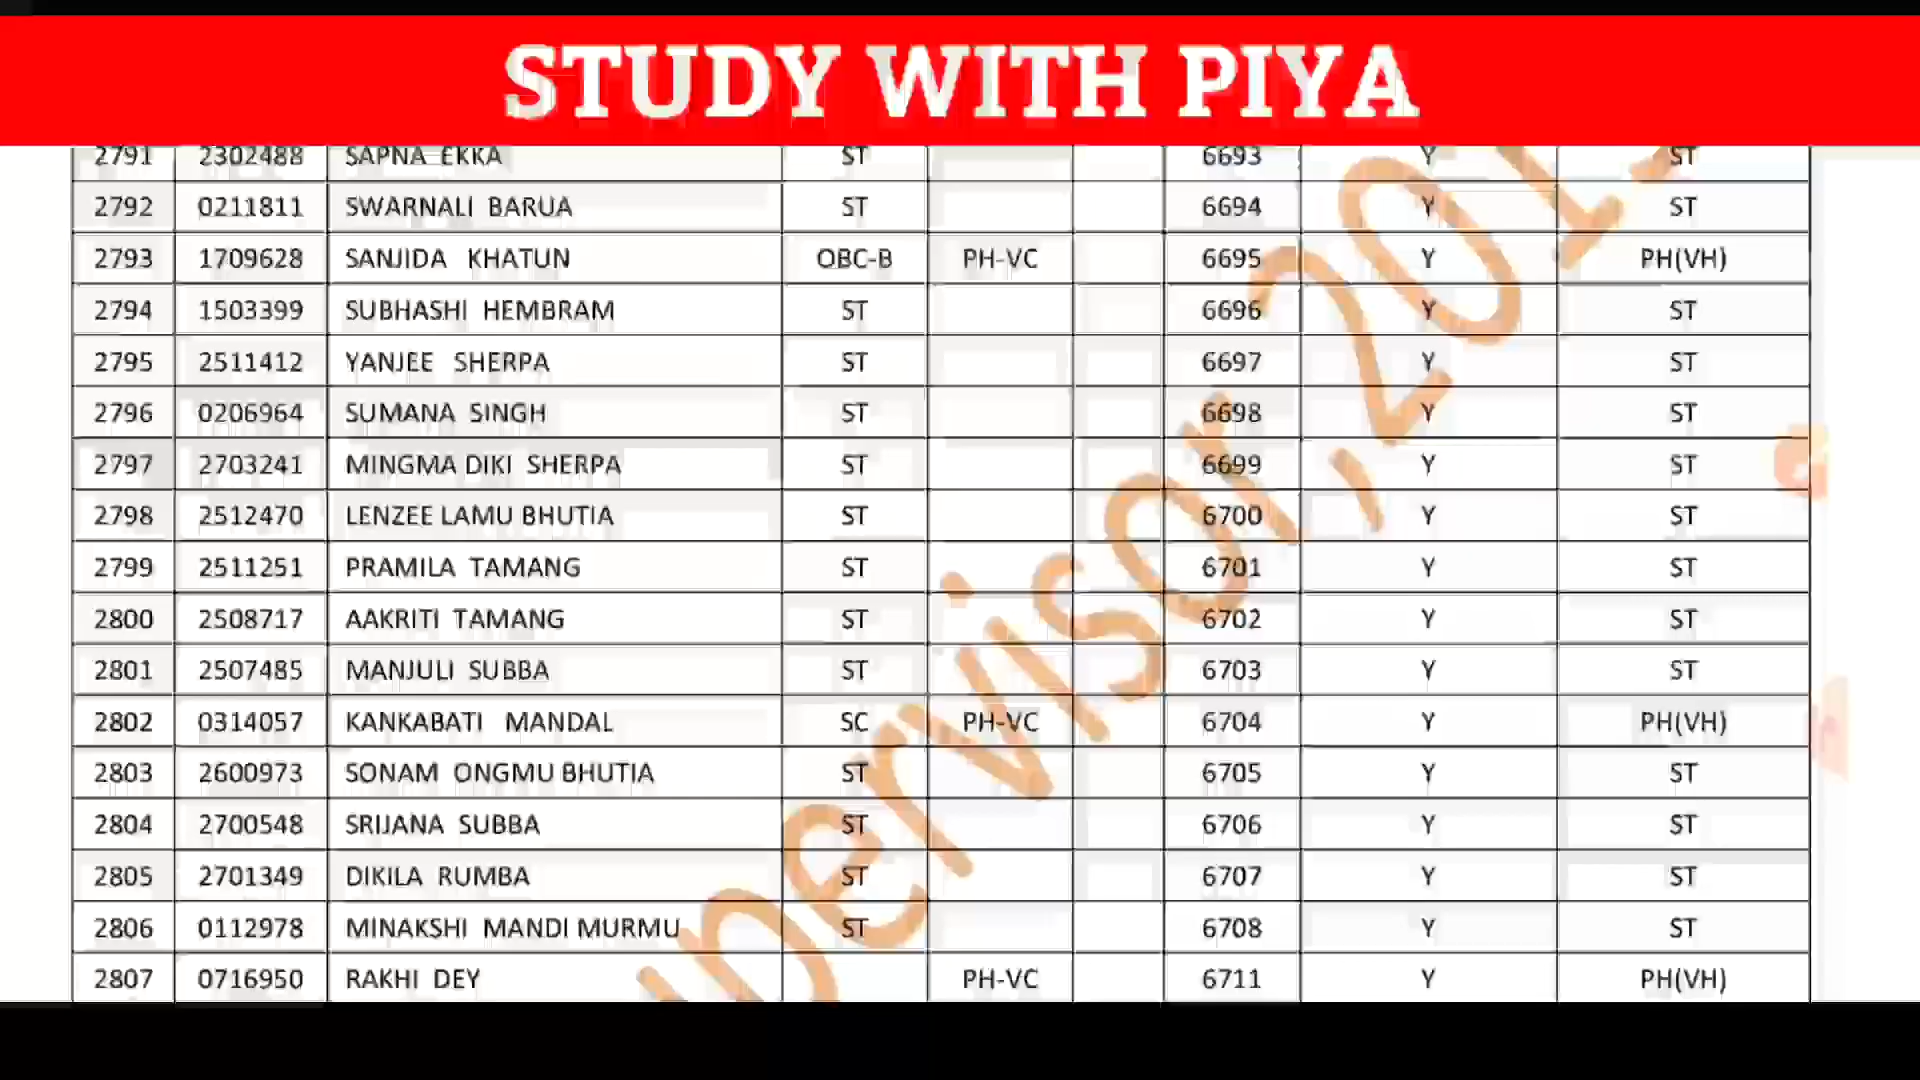 STUDY WITH PIYA
2791 2302488 SAPNA EKKA ST 6693 Y ST
2792 0211811 SWARNALI BARUA ST 6694 Y ST
2793 1709628 SANJIDA KHATUN OBC-B PH-VC 6695 Y PH(VH)
2794 1503399 SUBHASHI HEMBRAM ST 6696 Y ST
2795 2511412 YANJEE SHERPA ST 6697 Y ST
2796 0206964 SUMANA SINGH ST 6698 Y ST
2797 2703241 MINGMA DIKI SHERPA ST 6699 Y ST
2798 2512470 LENZEE LAMU BHUTIA ST 6700 Y ST
2799 2511251 PRAMILA TAMANG ST 6701 Y ST
2800 2508717 AAKRITI TAMANG ST 6702 Y ST
2801 2507485 MANJULI SUBBA ST 6703 Y ST
2802 0314057 KANKABATI MANDAL SC PH-VC 6704 Y PH(VH)
2803 2600973 SONAM ONGMU BHUTIA ST 6705 Y ST
2804 2700548 SRIJANA SUBBA ST 6706 Y ST
2805 2701349 DIKILA RUMBA ST 6707 Y ST
2806 0112978 MINAKSHI MANDI MURMU ST 6708 Y ST
2807 0716950 RAKHI DEY PH-VC 6711 Y PH(VH)
pervisor,201